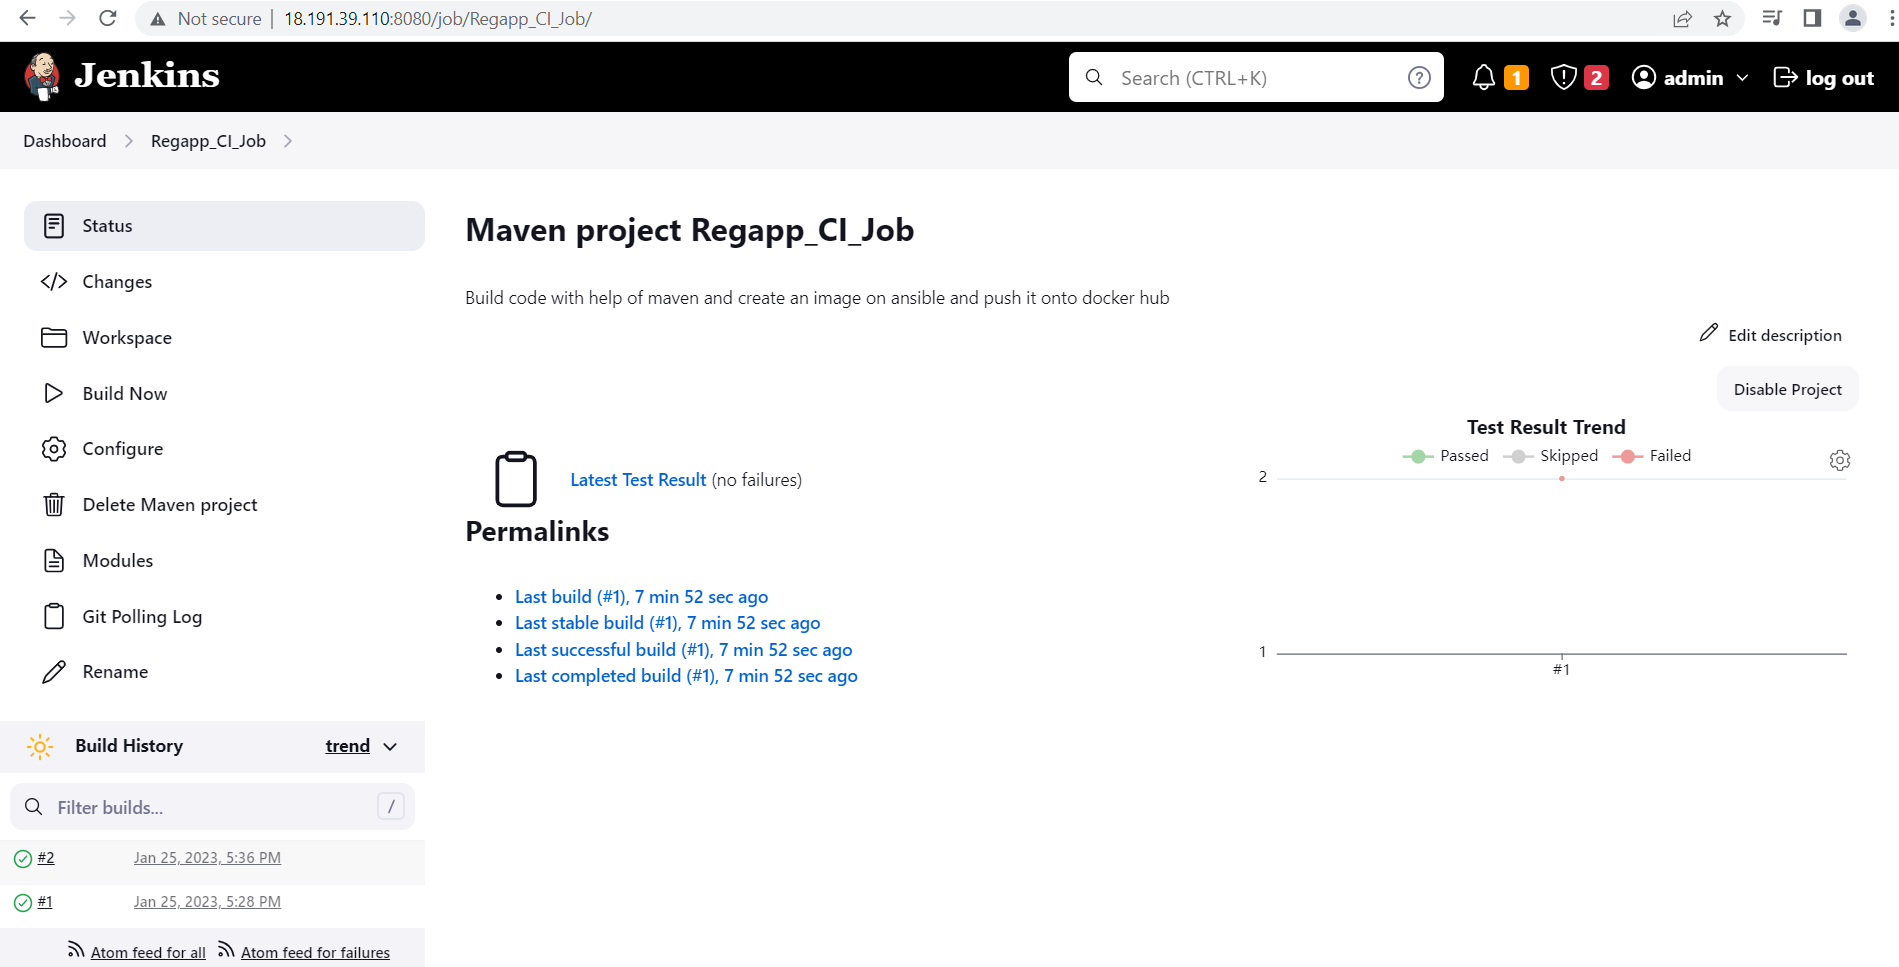 Not secure | 18.191.39.110:8080/job/Regapp_CI_Job/
Jenkins
Search (CTRL+K)
?
1
2
admin
log out
Dashboard
Regapp_CI_Job
Status
Changes
Workspace
Build Now
Configure
Delete Maven project
Modules
Git Polling Log
Rename
Build History
trend
Filter builds...
/
#2 Jan 25, 2023, 5:36 PM
#1 Jan 25, 2023, 5:28 PM
Atom feed for all Atom feed for failures
Maven project Regapp_CI_Job
Build code with help of maven and create an image on ansible and push it onto docker hub
Edit description
Disable Project
Latest Test Result (no failures)
Permalinks
Last build (#1), 7 min 52 sec ago
Last stable build (#1), 7 min 52 sec ago
Last successful build (#1), 7 min 52 sec ago
Last completed build (#1), 7 min 52 sec ago
Test Result Trend
Passed Skipped Failed
2
1
#1